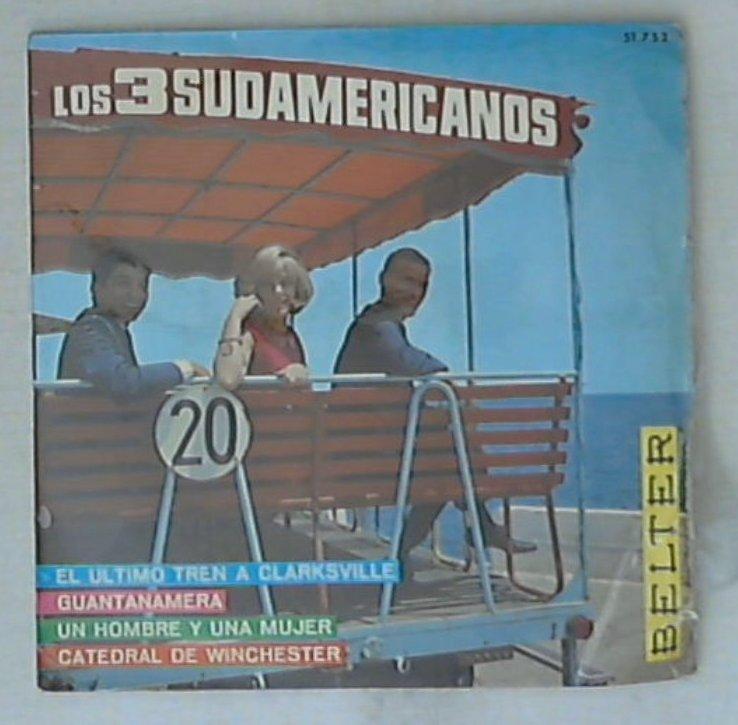 51.752
LOS 3 SUDAMERICANOS
20
EL ULTIMO TREN A CLARKSVILLE
GUANTANAMERA
UN HOMBRE Y UNA MUJER
CATEDRAL DE WINCHESTER
BELTER